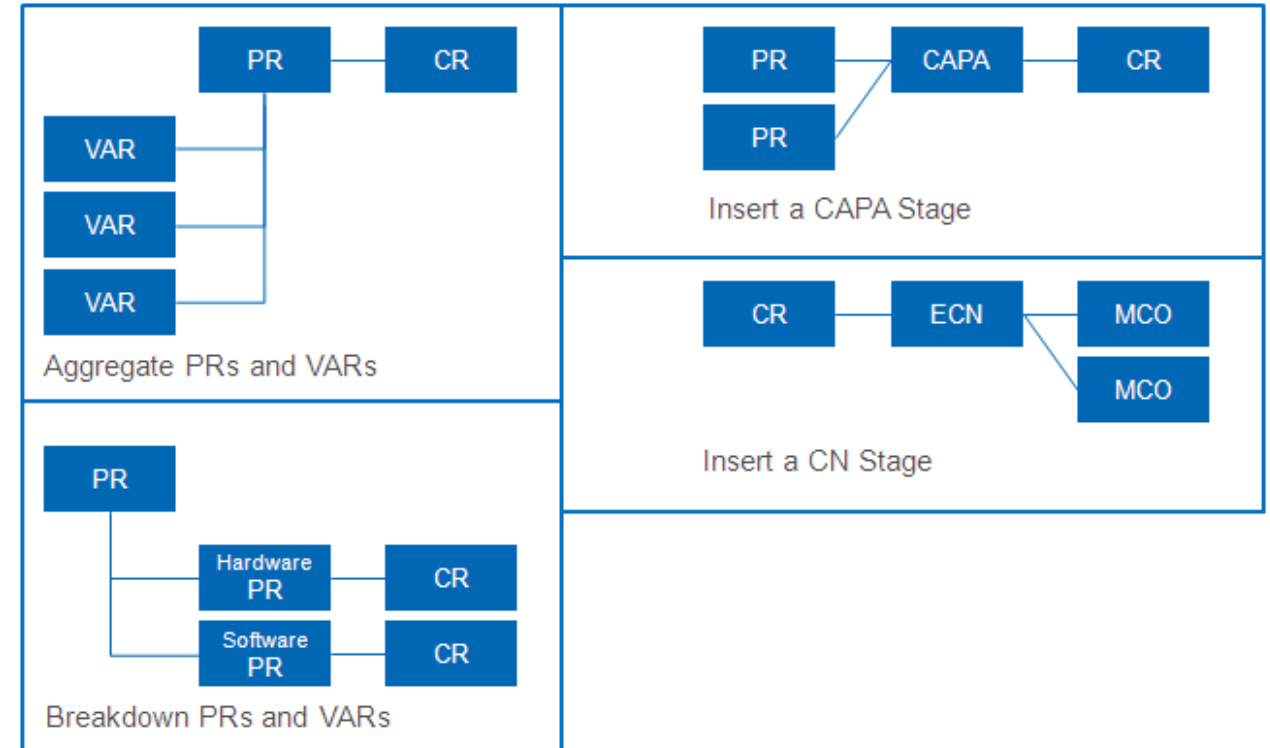 PR
CR
VAR
VAR
VAR
Aggregate PRs and VARs
PR
CAPA
CR
PR
Insert a CAPA Stage
CR
ECN
MCO
MCO
Insert a CN Stage
PR
Hardware
PR
CR
Software
PR
CR
Breakdown PRs and VARs